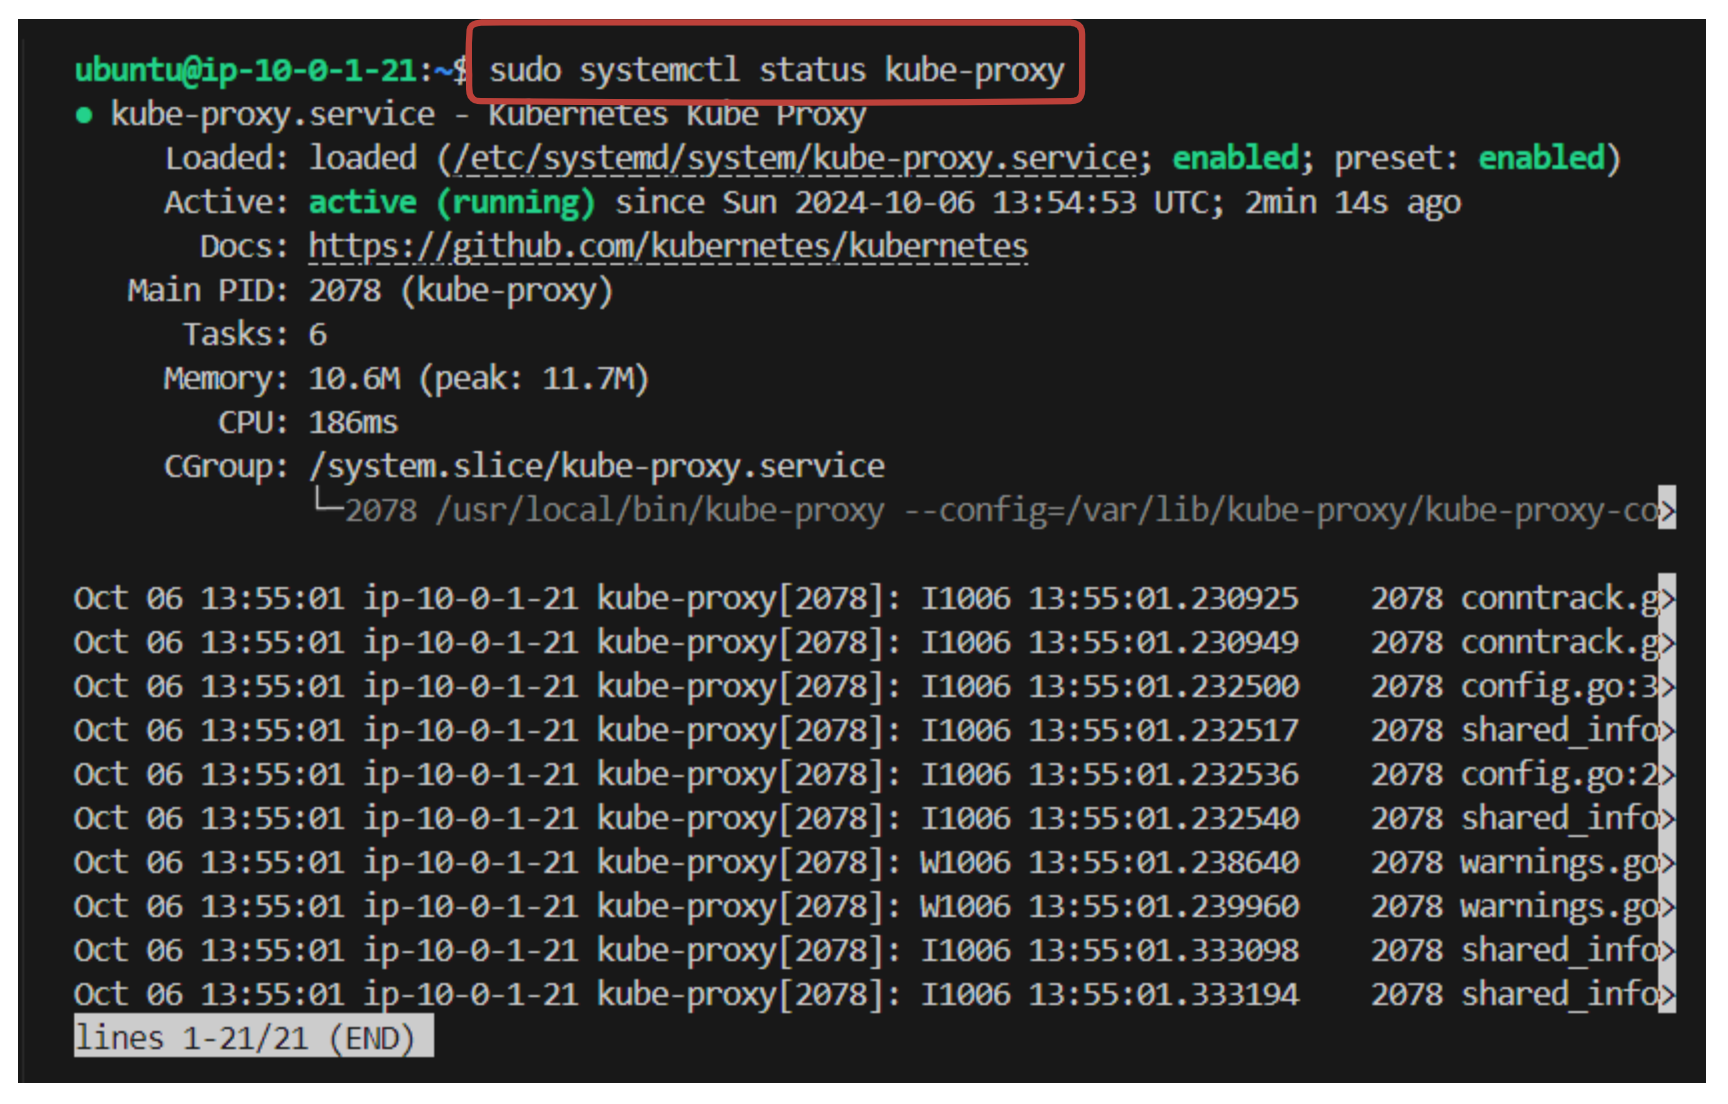 ubuntu@ip-10-0-1-21:~$ sudo systemctl status kube-proxy
● kube-proxy.service - Kubernetes Kube Proxy
Loaded: loaded (/etc/systemd/system/kube-proxy.service; enabled; preset: enabled)
Active: active (running) since Sun 2024-10-06 13:54:53 UTC; 2min 14s ago
Docs: https://github.com/kubernetes/kubernetes
Main PID: 2078 (kube-proxy)
Tasks: 6
Memory: 10.6M (peak: 11.7M)
CPU: 186ms
CGroup: /system.slice/kube-proxy.service
└─2078 /usr/local/bin/kube-proxy --config=/var/lib/kube-proxy/kube-proxy-co>
Oct 06 13:55:01 ip-10-0-1-21 kube-proxy[2078]: I1006 13:55:01.230925    2078 conntrack.g>
Oct 06 13:55:01 ip-10-0-1-21 kube-proxy[2078]: I1006 13:55:01.230949    2078 conntrack.g>
Oct 06 13:55:01 ip-10-0-1-21 kube-proxy[2078]: I1006 13:55:01.232500    2078 config.go:3>
Oct 06 13:55:01 ip-10-0-1-21 kube-proxy[2078]: I1006 13:55:01.232517    2078 shared_info>
Oct 06 13:55:01 ip-10-0-1-21 kube-proxy[2078]: I1006 13:55:01.232536    2078 config.go:2>
Oct 06 13:55:01 ip-10-0-1-21 kube-proxy[2078]: I1006 13:55:01.232540    2078 shared_info>
Oct 06 13:55:01 ip-10-0-1-21 kube-proxy[2078]: W1006 13:55:01.238640    2078 warnings.go>
Oct 06 13:55:01 ip-10-0-1-21 kube-proxy[2078]: W1006 13:55:01.239960    2078 warnings.go>
Oct 06 13:55:01 ip-10-0-1-21 kube-proxy[2078]: I1006 13:55:01.333098    2078 shared_info>
Oct 06 13:55:01 ip-10-0-1-21 kube-proxy[2078]: I1006 13:55:01.333194    2078 shared_info>
lines 1-21/21 (END)